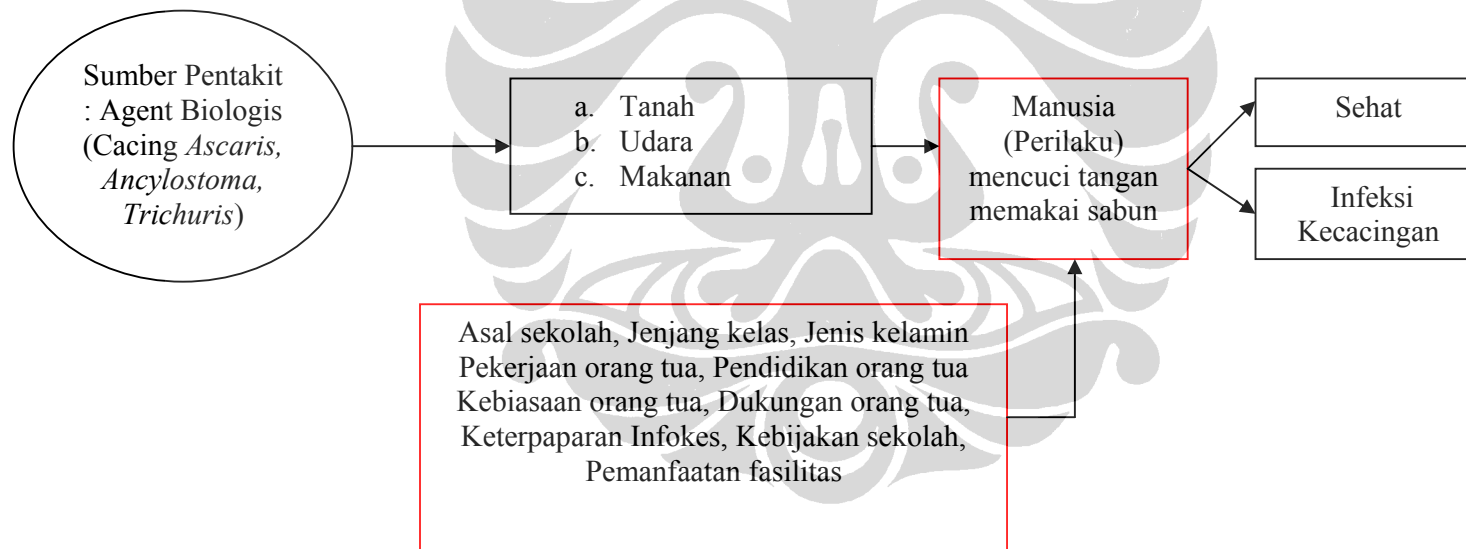 Sumber Pentakit
: Agent Biologis
(Cacing Ascaris,
Ancylostoma,
Trichuris)
a. Tanah
b. Udara
c. Makanan
Manusia
(Perilaku)
mencuci tangan
memakai sabun
Sehat
Infeksi
Kecacingan
Asal sekolah, Jenjang kelas, Jenis kelamin
Pekerjaan orang tua, Pendidikan orang tua
Kebiasaan orang tua, Dukungan orang tua,
Keterpaparan Infokes, Kebijakan sekolah,
Pemanfaatan fasilitas